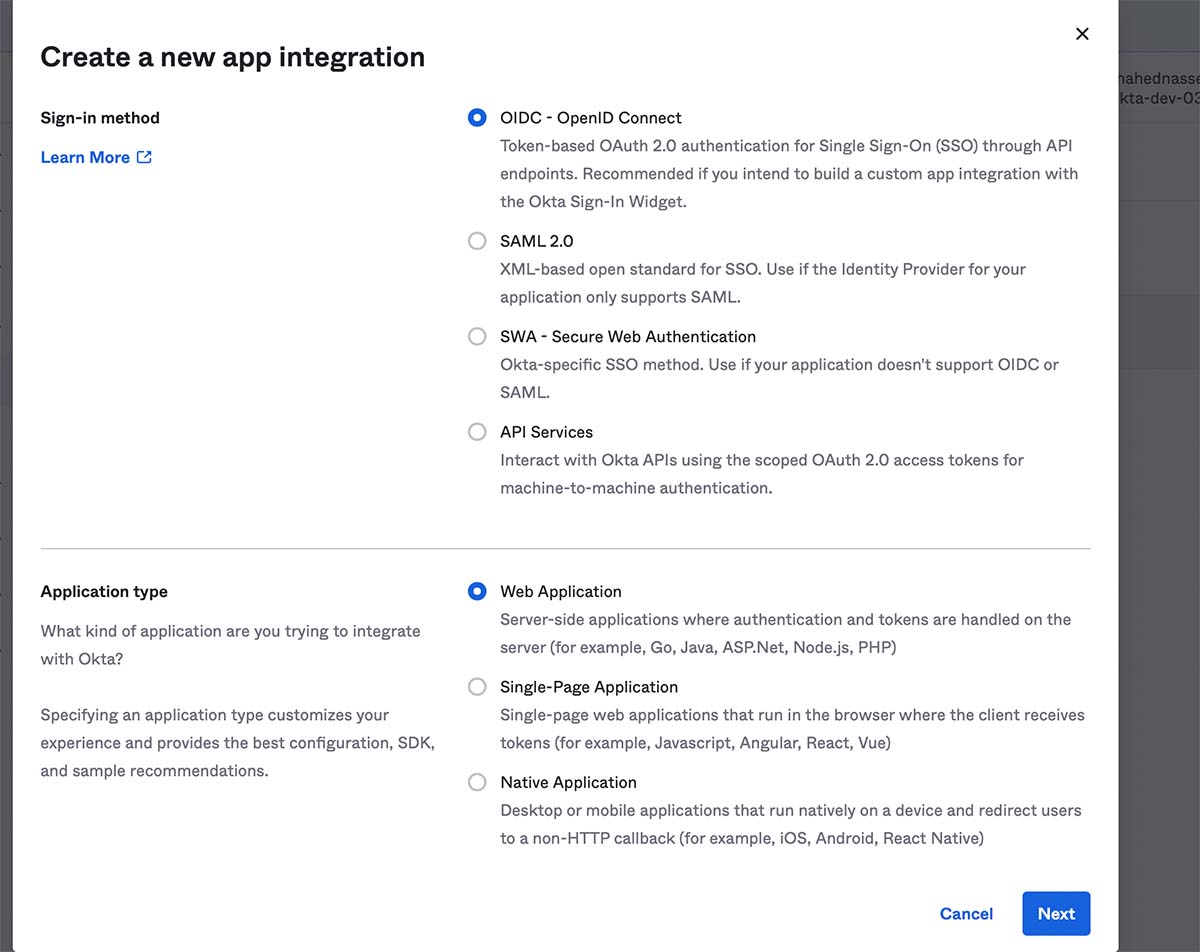 Create a new app integration
Sign-in method
Learn More
OIDC - OpenID Connect
Token-based OAuth 2.0 authentication for Single Sign-On (SSO) through API
endpoints. Recommended if you intend to build a custom app integration with
the Okta Sign-In Widget.
SAML 2.0
XML-based open standard for SSO. Use if the Identity Provider for your
application only supports SAML.
SWA - Secure Web Authentication
Okta-specific SSO method. Use if your application doesn't support OIDC or
SAML.
API Services
Interact with Okta APIs using the scoped OAuth 2.0 access tokens for
machine-to-machine authentication.
Application type
What kind of application are you trying to integrate
with Okta?
Specifying an application type customizes your
experience and provides the best configuration, SDK,
and sample recommendations.
Web Application
Server-side applications where authentication and tokens are handled on the
server (for example, Go, Java, ASP.Net, Node.js, PHP)
Single-Page Application
Single-page web applications that run in the browser where the client receives
tokens (for example, Javascript, Angular, React, Vue)
Native Application
Desktop or mobile applications that run natively on a device and redirect users
to a non-HTTP callback (for example, iOS, Android, React Native)
Cancel
Next